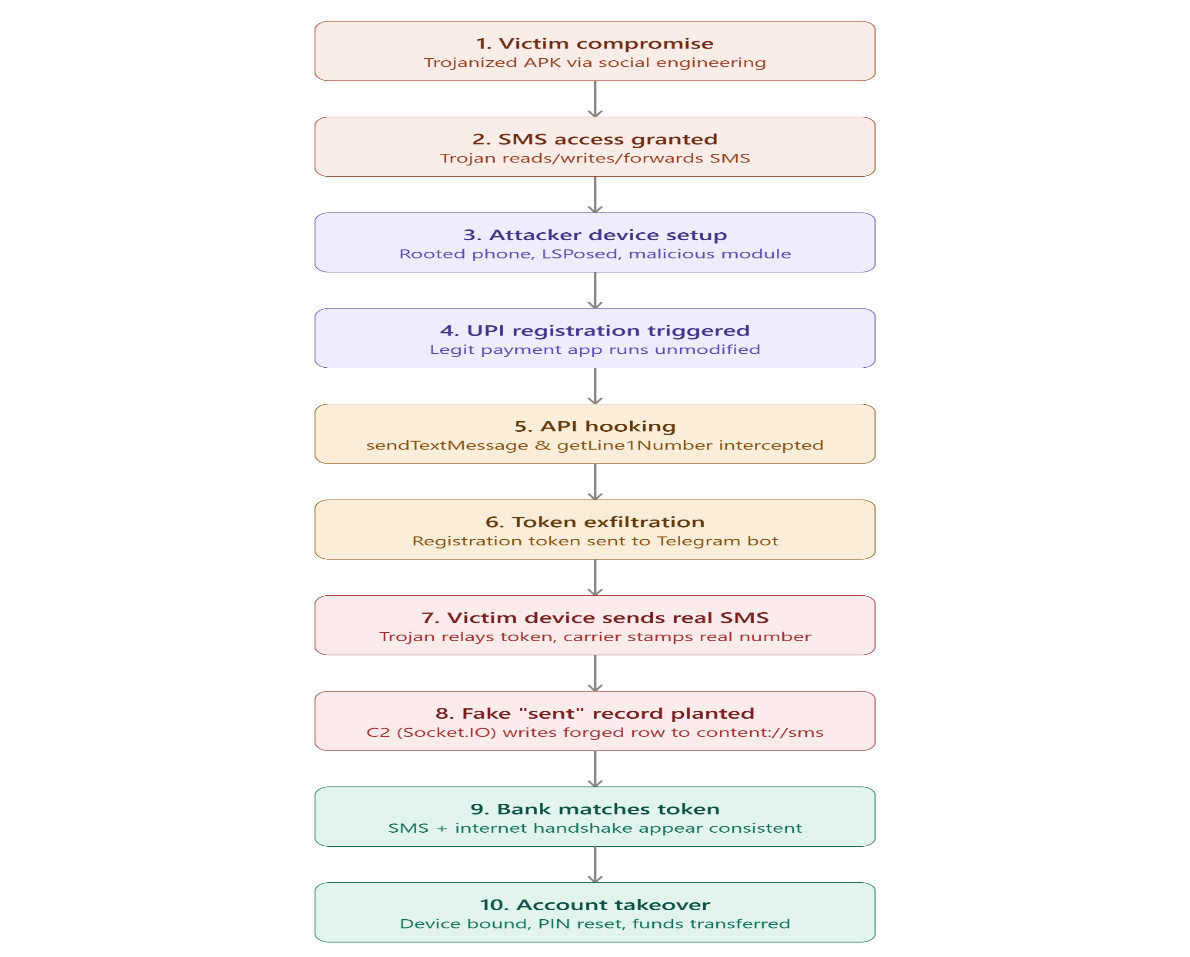 1. Victim compromise
Trojanized APK via social engineering
2. SMS access granted
Trojan reads/writes/forwards SMS
3. Attacker device setup
Rooted phone, LSPosed, malicious module
4. UPI registration triggered
Legit payment app runs unmodified
5. API hooking
sendTextMessage & getLine1Number intercepted
6. Token exfiltration
Registration token sent to Telegram bot
7. Victim device sends real SMS
Trojan relays token, carrier stamps real number
8. Fake "sent" record planted
C2 (Socket.IO) writes forged row to content://sms
9. Bank matches token
SMS + internet handshake appear consistent
10. Account takeover
Device bound, PIN reset, funds transferred